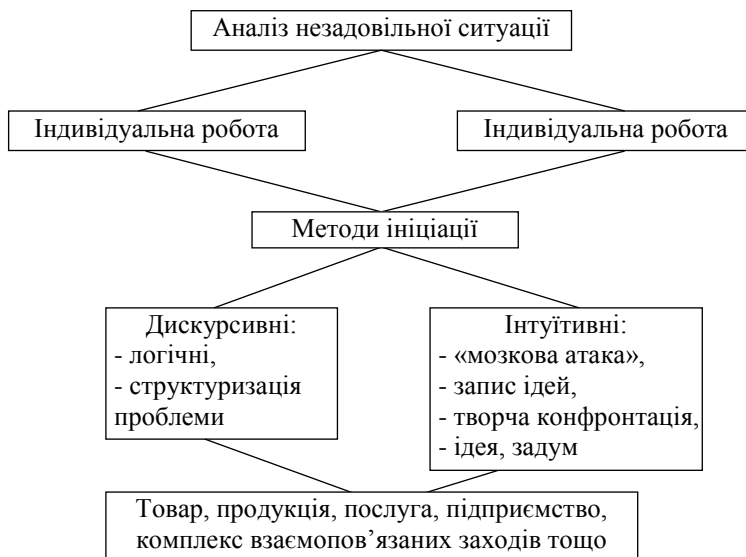 Аналіз незадовільної ситуації
Індивідуальна робота
Індивідуальна робота
Методи ініціації
Дискурсивні:
- логічні,
- структуризація
проблеми
Інтуїтивні:
- «мозкова атака»,
- запис ідей,
- творча конфронтація,
- ідея, задум
Товар, продукція, послуга, підприємство,
комплекс взаємопов’язаних заходів тощо